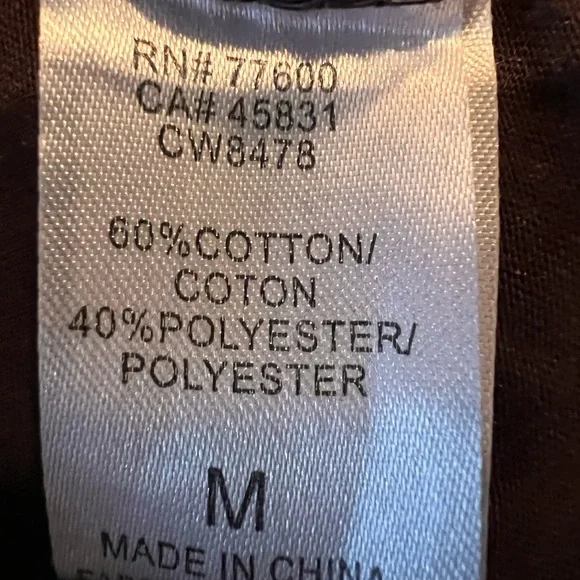 RN# 77600
CA# 45831
CW8478
60%COTTON/
COTON
40%POLYESTER/
POLYESTER
M
MADE IN CHINA